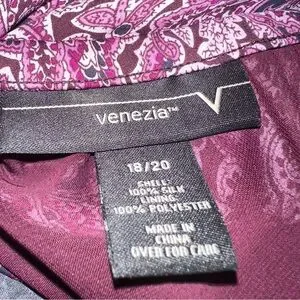 venezia™
18/20
SHELL:
100% SILK
LINING:
100% POLYESTER
MADE IN
CHINA
OVER FOR CARE